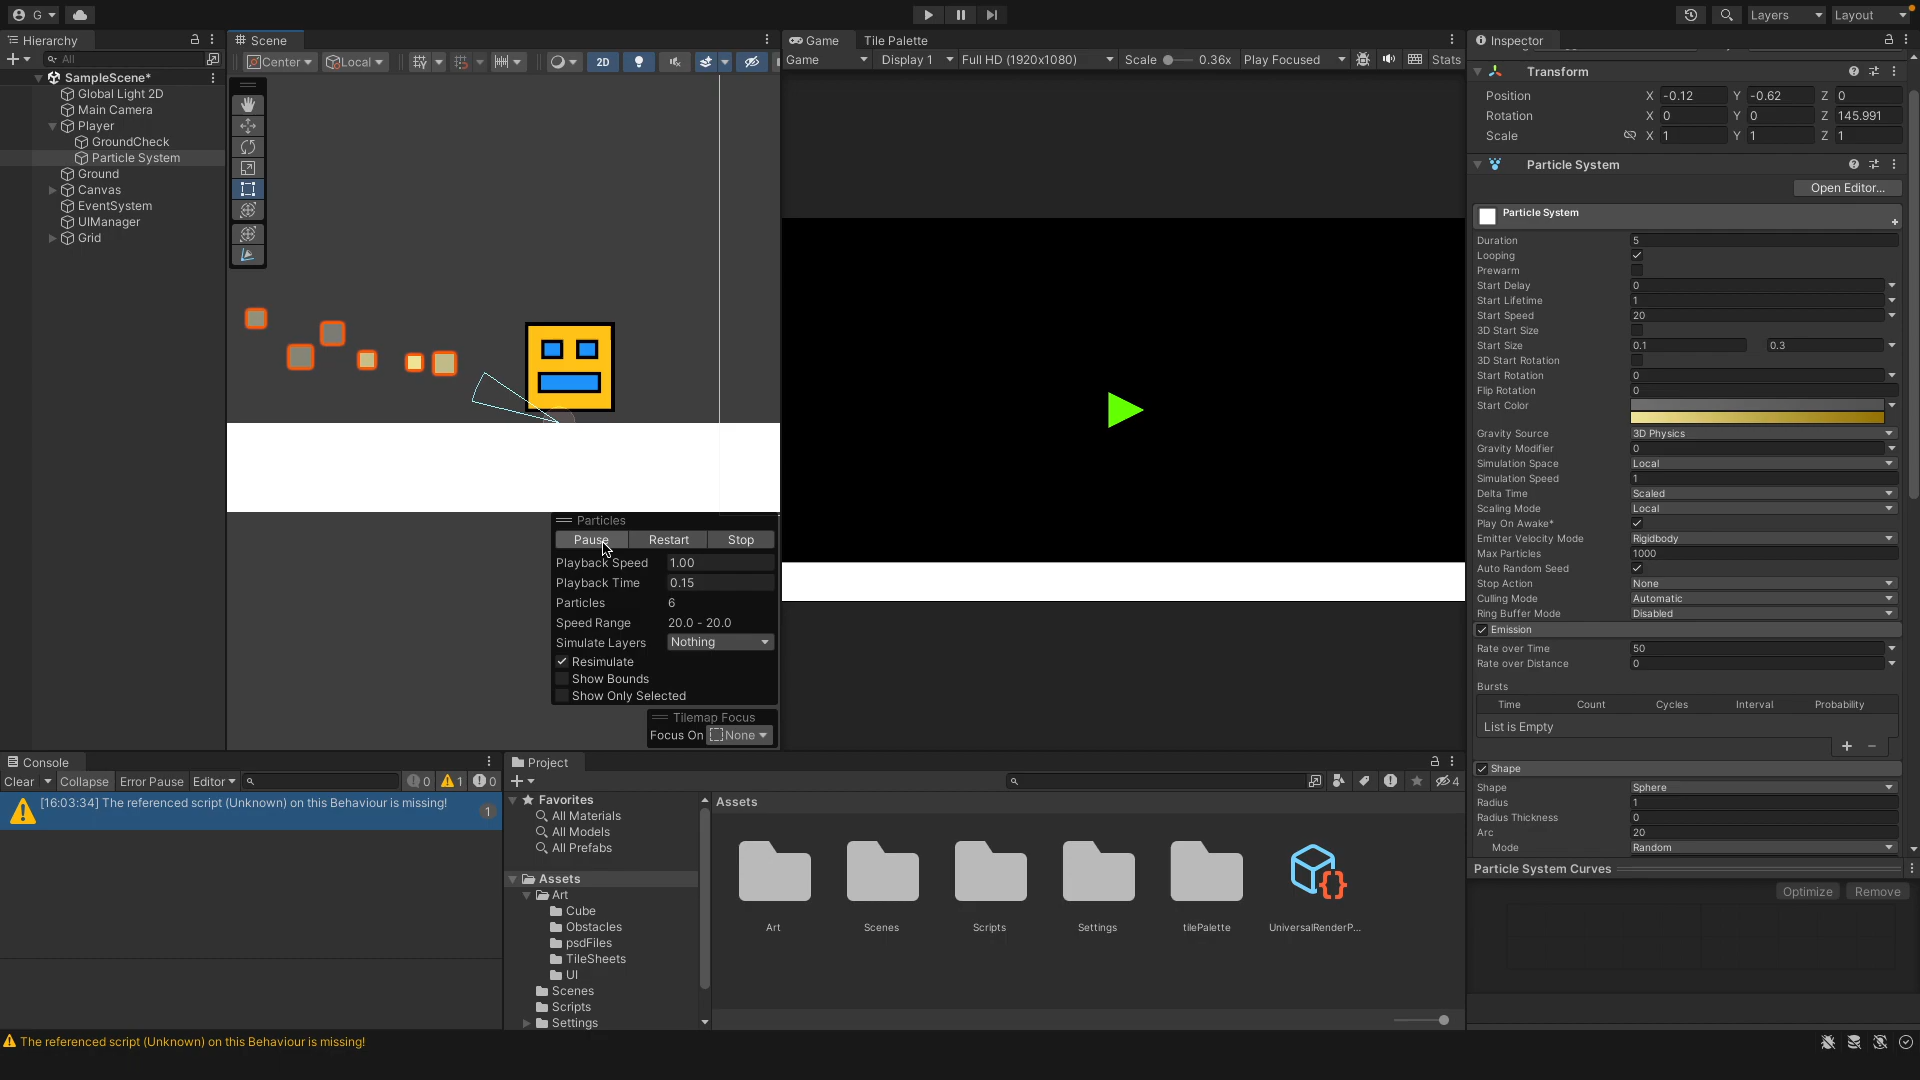 G
Layers
Layout
Hierarchy
All
SampleScene*
Global Light 2D
Main Camera
Player
GroundCheck
Particle System
Ground
Canvas
EventSystem
UIManager
Grid
Scene
Center
Local
2D
Particles
Pause
Restart
Stop
Playback Speed
1.00
Playback Time
0.15
Particles
6
Speed Range
20.0 - 20.0
Simulate Layers
Nothing
Resimulate
Show Bounds
Show Only Selected
Tilemap Focus
Focus On
None
Game
Tile Palette
Game
Display 1
Full HD (1920x1080)
Scale
0.36x
Play Focused
Stats
Inspector
Transform
Position
X -0.12 Y -0.62 Z 0
Rotation
X 0 Y 0 Z 145.991
Scale
X 1 Y 1 Z 1
Particle System
Open Editor...
Particle System
Duration
5
Looping
Prewarm
Start Delay
0
Start Lifetime
1
Start Speed
20
3D Start Size
Start Size
0.1
0.3
3D Start Rotation
Start Rotation
0
Flip Rotation
0
Start Color
Gravity Source
3D Physics
Gravity Modifier
0
Simulation Space
Local
Simulation Speed
1
Delta Time
Scaled
Scaling Mode
Local
Play On Awake*
Emitter Velocity Mode
Rigidbody
Max Particles
1000
Auto Random Seed
Stop Action
None
Culling Mode
Automatic
Ring Buffer Mode
Disabled
Emission
Rate over Time
50
Rate over Distance
0
Bursts
Time Count Cycles Interval Probability
List is Empty
Shape
Shape
Sphere
Radius
1
Radius Thickness
0
Arc
20
Mode
Random
Particle System Curves
Optimize
Remove
Console
Clear
Collapse
Error Pause
Editor
0
1
0
[16:03:34] The referenced script (Unknown) on this Behaviour is missing!
1
Project
4
Favorites
All Materials
All Models
All Prefabs
Assets
Art
Cube
Obstacles
psdFiles
TileSheets
UI
Scenes
Scripts
Settings
Assets
Art
Scenes
Scripts
Settings
tilePalette
UniversalRenderP...
The referenced script (Unknown) on this Behaviour is missing!